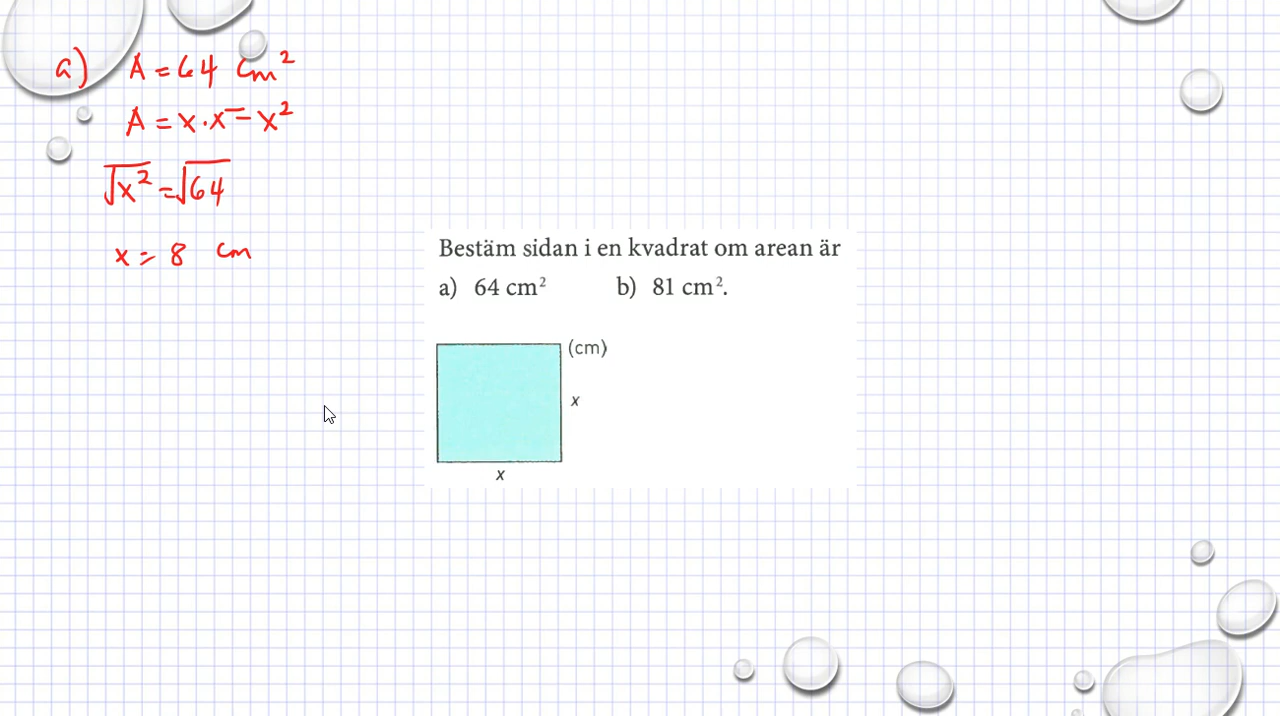 a) A = 64 cm²
A = x · x = x²
√x² = √64
x = 8 cm
Bestäm sidan i en kvadrat om arean är
a) 64 cm² b) 81 cm².
(cm)
x
x